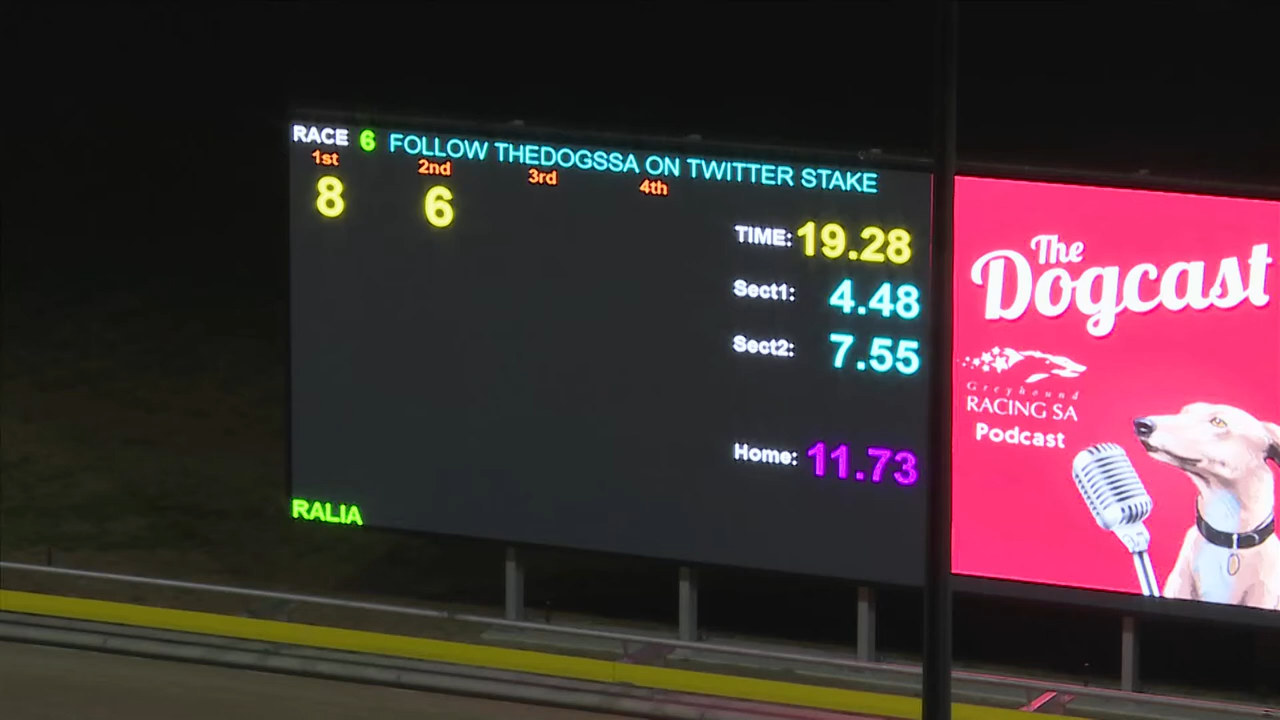 RACE 6 FOLLOW THEDOGSSA ON TWITTER STAKE
1st 2nd 3rd 4th
8 6
TIME: 19.28
Sect1: 4.48
Sect2: 7.55
Home: 11.73
RALIA
The
Dogcast
Greyhound
RACING SA
Podcast